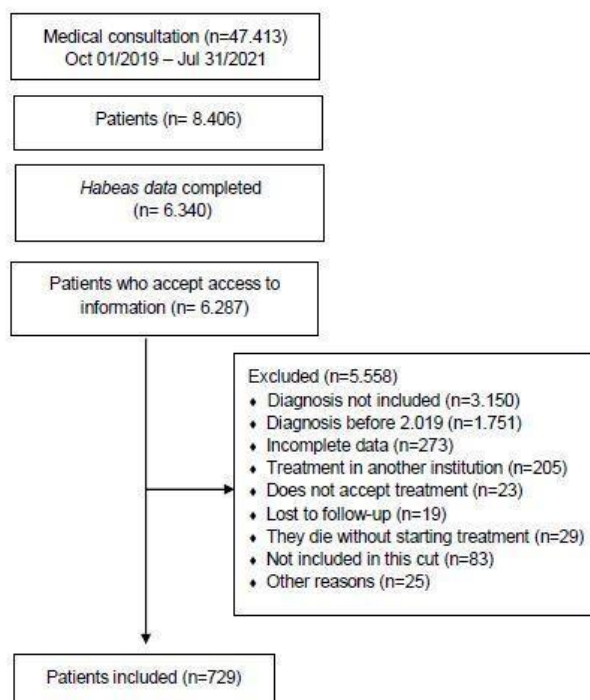 Medical consultation (n=47.413)
Oct 01/2019 – Jul 31/2021
Patients (n= 8.406)
Habeas data completed
(n= 6.340)
Patients who accept access to
information (n= 6.287)
Excluded (n=5.558)
♦ Diagnosis not included (n=3.150)
♦ Diagnosis before 2.019 (n=1.751)
♦ Incomplete data (n=273)
♦ Treatment in another institution (n=205)
♦ Does not accept treatment (n=23)
♦ Lost to follow-up (n=19)
♦ They die without starting treatment (n=29)
♦ Not included in this cut (n=83)
♦ Other reasons (n=25)
Patients included (n=729)